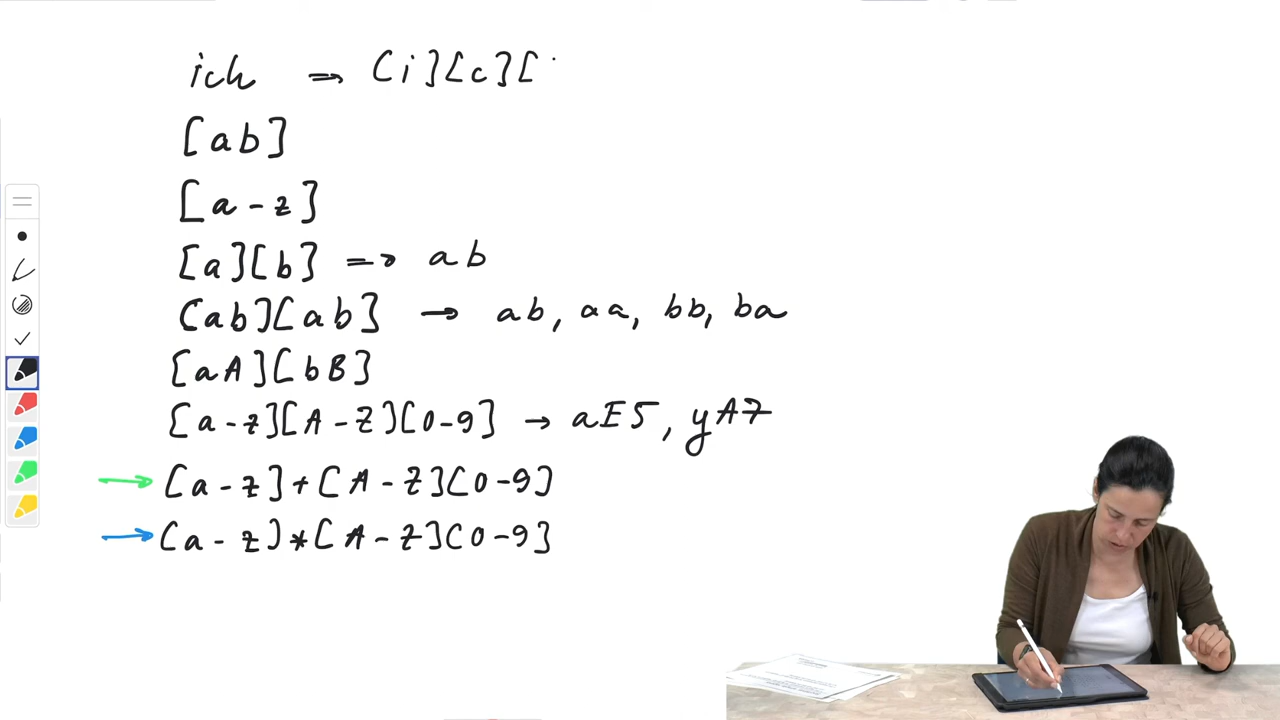 ich ⇒ [i][c][
[ab]
[a-z]
[a][b] ⇒ ab
[ab][ab] → ab, aa, bb, ba
[aA][bB]
[a-z][A-Z][0-9] → aE5, yA7
→ [a-z]+[A-Z][0-9]
→ [a-z]*[A-Z][0-9]